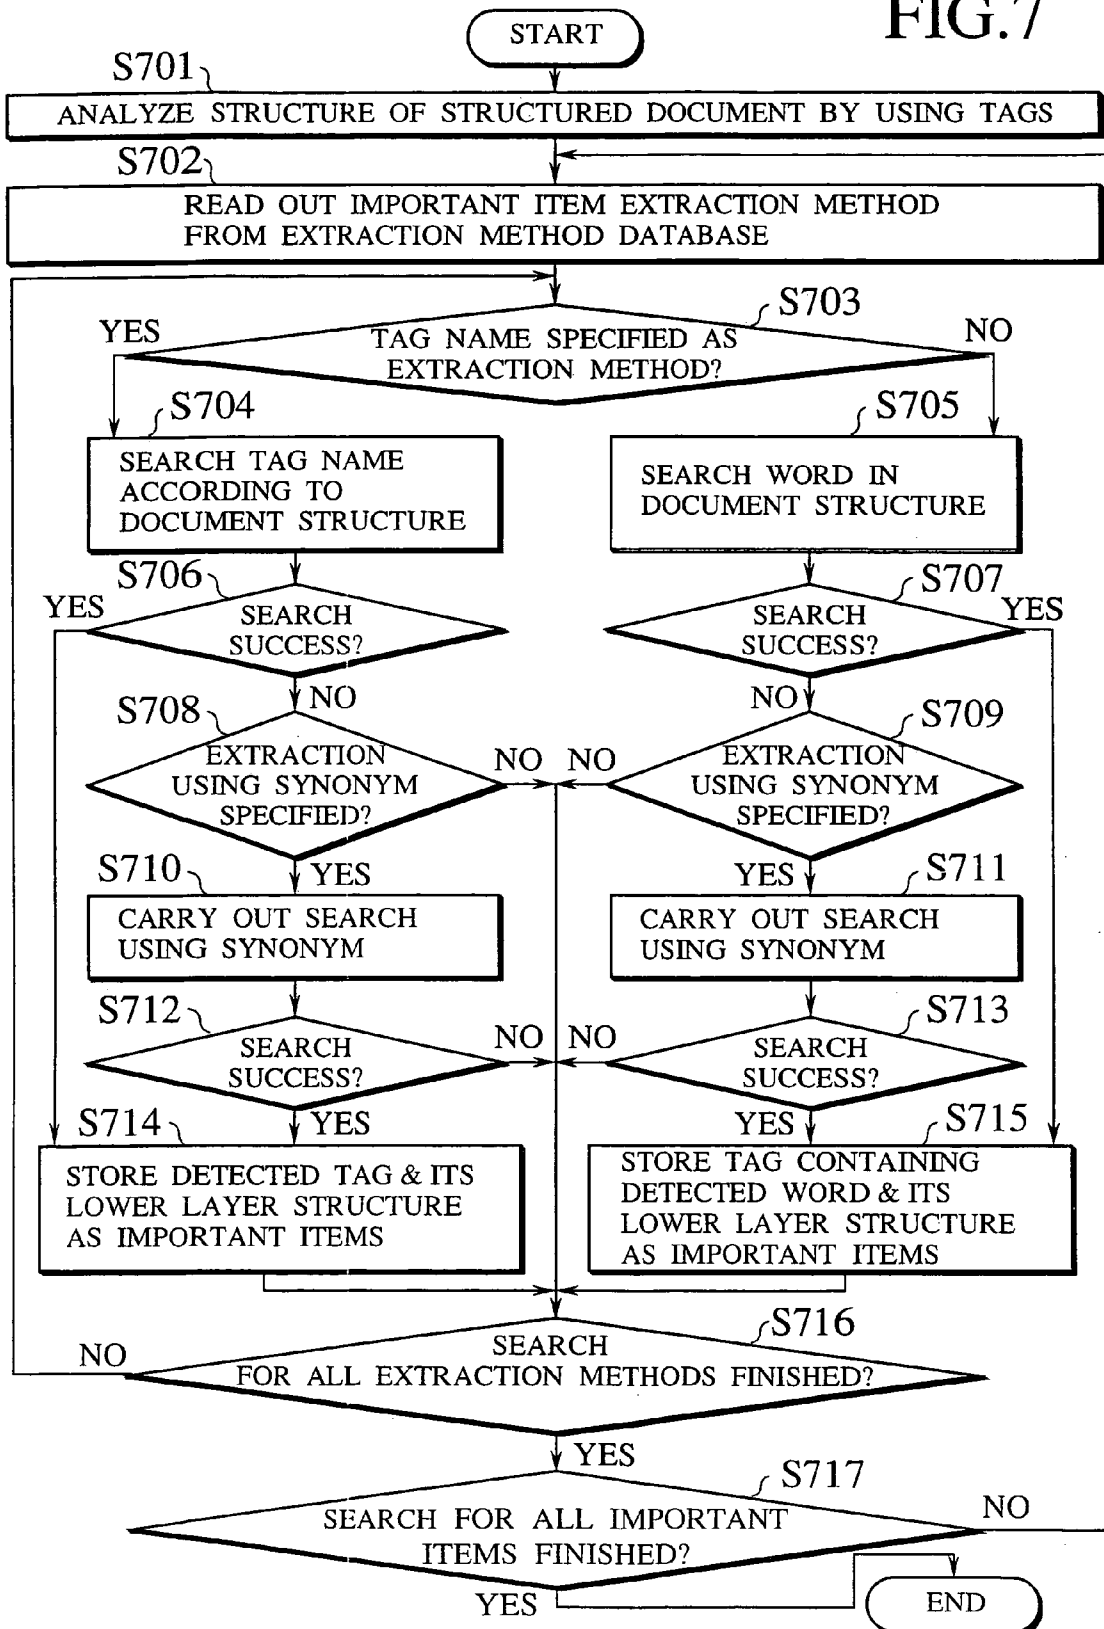 FIG.7
START
S701
ANALYZE STRUCTURE OF STRUCTURED DOCUMENT BY USING TAGS
S702
READ OUT IMPORTANT ITEM EXTRACTION METHOD
FROM EXTRACTION METHOD DATABASE
S703
YES
NO
TAG NAME SPECIFIED AS
EXTRACTION METHOD?
S704
S705
SEARCH TAG NAME
ACCORDING TO
DOCUMENT STRUCTURE
SEARCH WORD IN
DOCUMENT STRUCTURE
S706
S707
YES
YES
SEARCH
SUCCESS?
SEARCH
SUCCESS?
NO
NO
S708
S709
EXTRACTION
USING SYNONYM
SPECIFIED?
NO
NO
EXTRACTION
USING SYNONYM
SPECIFIED?
S710
YES
YES
S711
CARRY OUT SEARCH
USING SYNONYM
CARRY OUT SEARCH
USING SYNONYM
S712
S713
NO
NO
SEARCH
SUCCESS?
SEARCH
SUCCESS?
S714
YES
YES
S715
STORE DETECTED TAG & ITS
LOWER LAYER STRUCTURE
AS IMPORTANT ITEMS
STORE TAG CONTAINING
DETECTED WORD & ITS
LOWER LAYER STRUCTURE
AS IMPORTANT ITEMS
S716
NO
SEARCH
FOR ALL EXTRACTION METHODS FINISHED?
YES
S717
NO
SEARCH FOR ALL IMPORTANT
ITEMS FINISHED?
YES
END